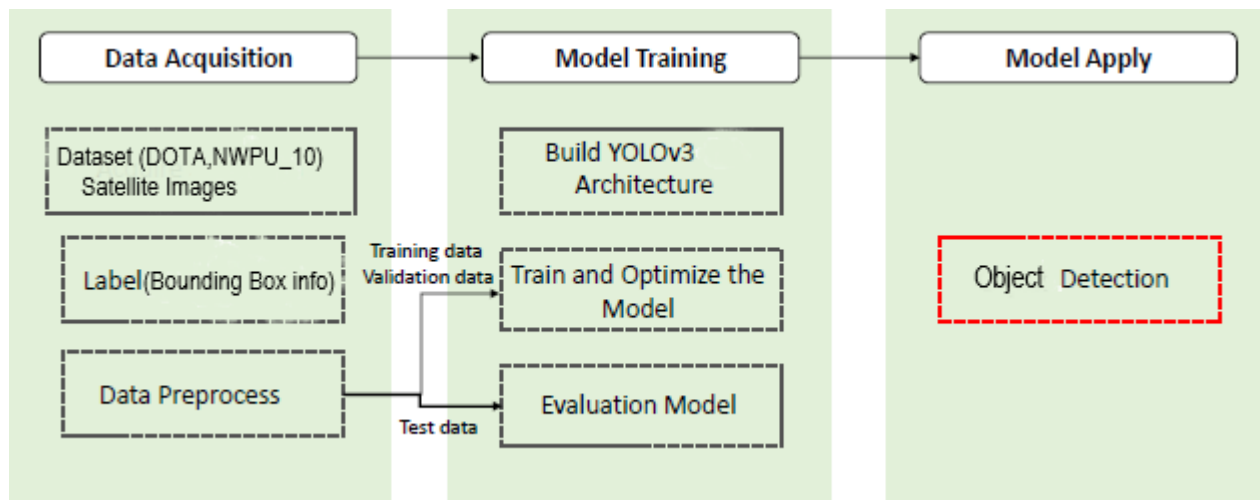 Data Acquisition
Model Training
Model Apply
Dataset (DOTA,NWPU_10)
Satellite Images
Label(Bounding Box info)
Data Preprocess
Training data
Validation data
Test data
Build YOLOv3
Architecture
Train and Optimize the
Model
Evaluation Model
Object Detection